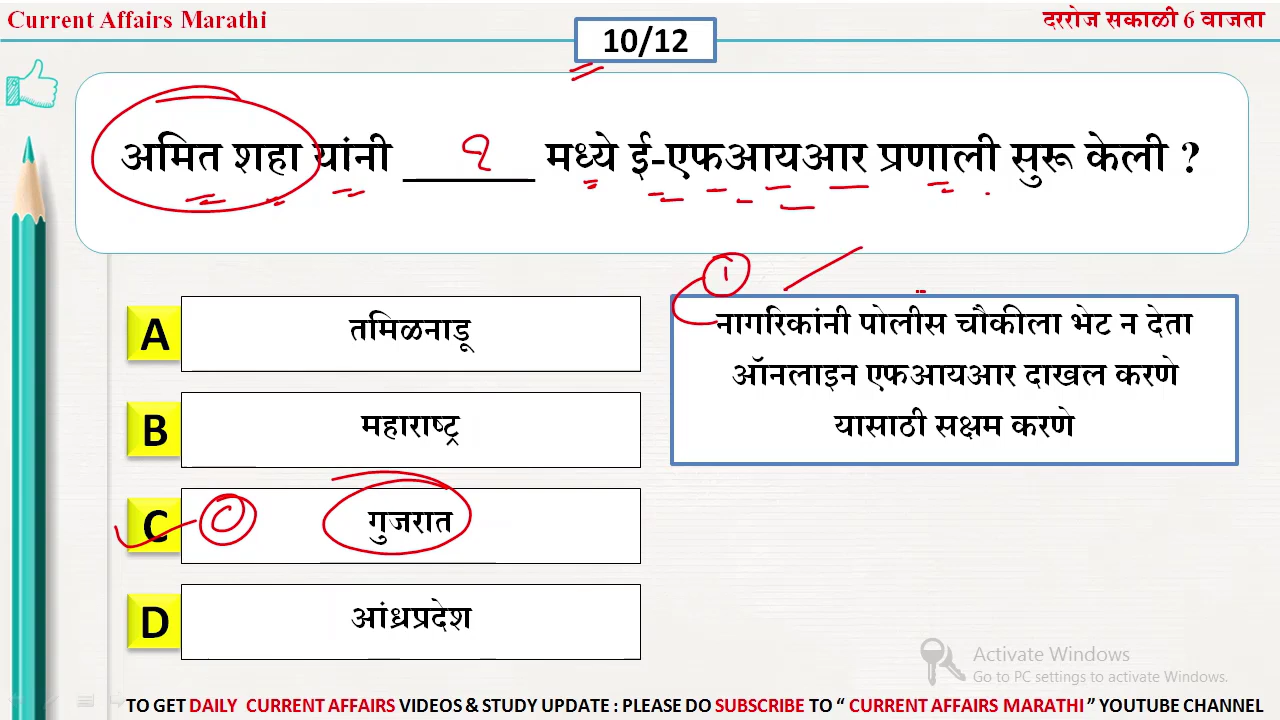 Current Affairs Marathi
दररोज सकाळी 6 वाजता
10/12
अमित शहा यांनी ______ मध्ये ई-एफआयआर प्रणाली सुरू केली ?
A तमिळनाडू
B महाराष्ट्र
C गुजरात
D आंध्रप्रदेश
1
नागरिकांनी पोलीस चौकीला भेट न देता
ऑनलाइन एफआयआर दाखल करणे
यासाठी सक्षम करणे
Activate Windows
Go to PC settings to activate Windows.
TO GET DAILY CURRENT AFFAIRS VIDEOS & STUDY UPDATE : PLEASE DO SUBSCRIBE TO “ CURRENT AFFAIRS MARATHI ” YOUTUBE CHANNEL